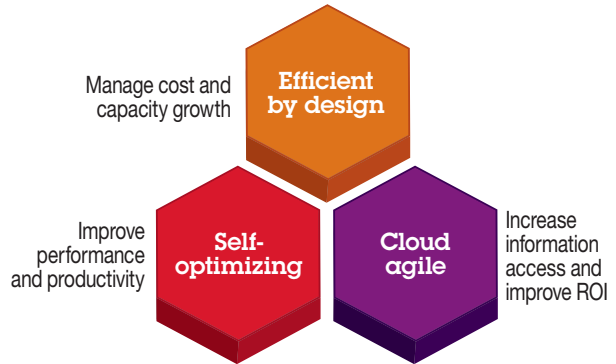 Manage cost and
capacity growth
Efficient
by design
Improve
performance
and productivity
Self-
optimizing
Cloud
agile
Increase
information
access and
improve ROI